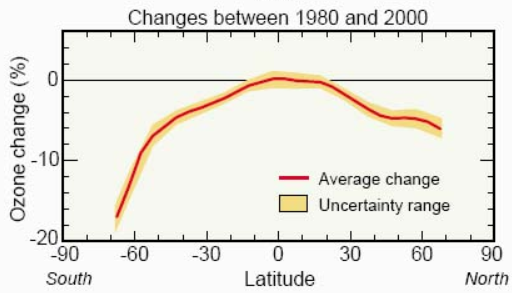 Changes between 1980 and 2000
Ozone change (%)
0
-10
-20
Average change
Uncertainty range
-90 -60 -30 0 30 60 90
South Latitude North